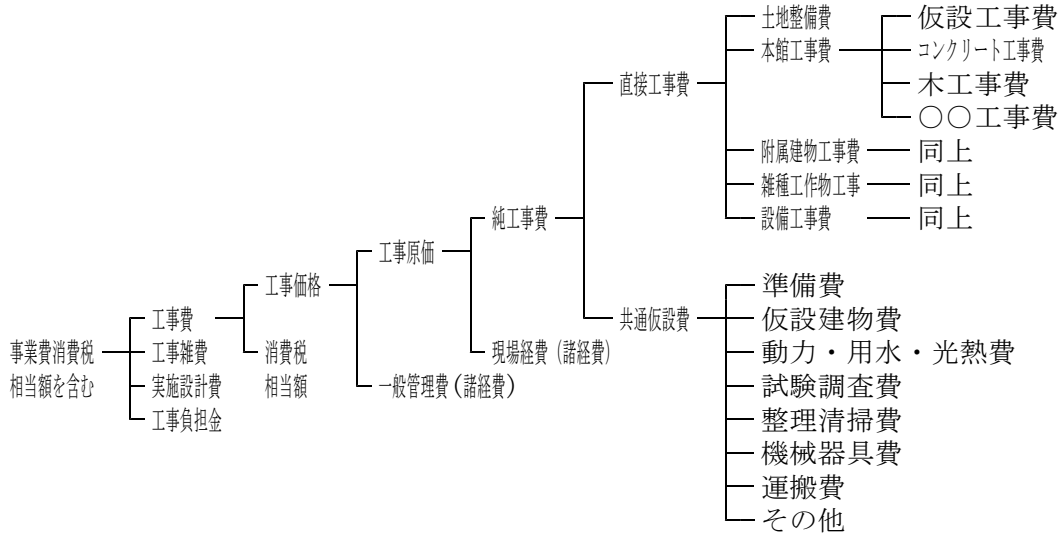 土地整備費
仮設工事費
本館工事費
コンクリート工事費
直接工事費
木工事費
○○工事費
附属建物工事費
同上
雑種工作物工事
同上
純工事費
設備工事費
同上
工事原価
工事価格
準備費
工事費
共通仮設費
仮設建物費
事業費消費税
相当額を含む
工事雑費
消費税
相当額
現場経費（諸経費）
動力・用水・光熱費
実施設計費
一般管理費（諸経費）
試験調査費
工事負担金
整理清掃費
機械器具費
運搬費
その他